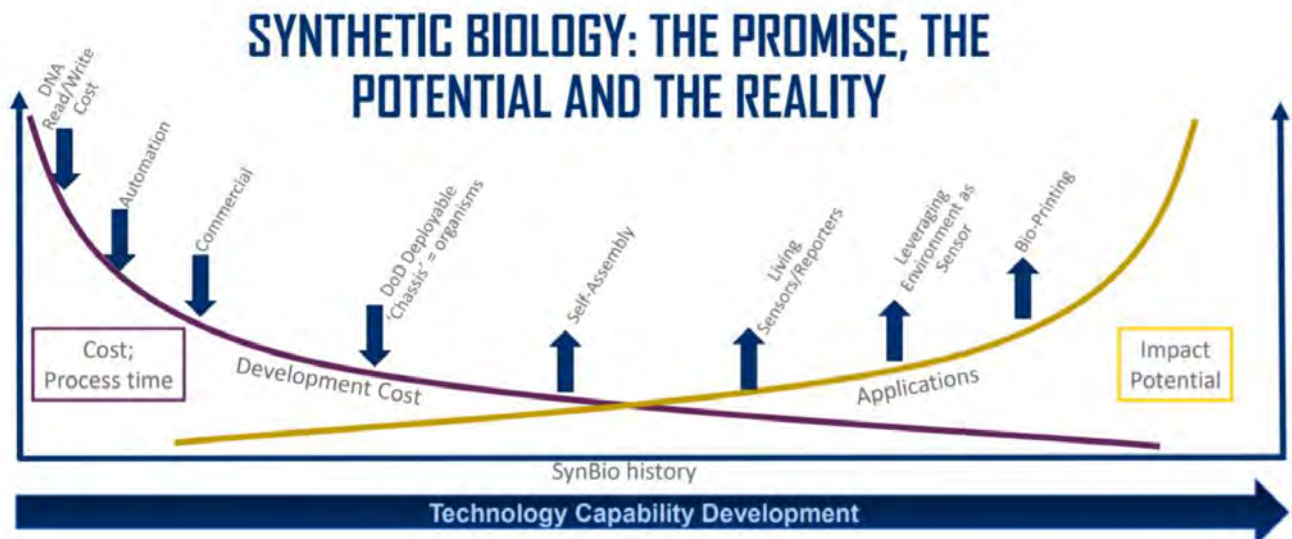 SYNTHETIC BIOLOGY: THE PROMISE, THE
POTENTIAL AND THE REALITY
DNA
Read/Write
Cost
Automation
Commercial
DoD Deployable
'Chassis' = organisms
Self-Assembly
Living
Sensors/Reporters
Leveraging
Environment as
Sensor
Bio-Printing
Cost;
Process time
Development Cost
Applications
Impact
Potential
SynBio history
Technology Capability Development